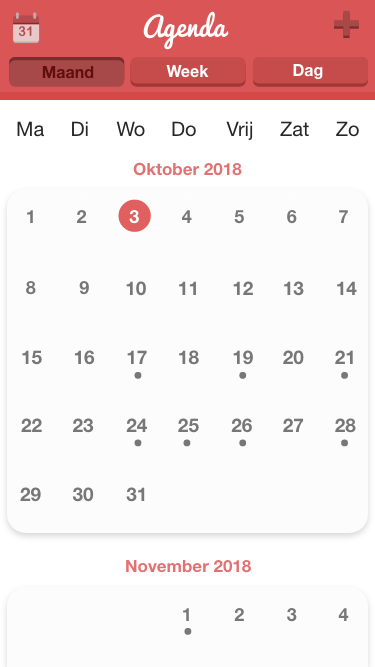 31 Agenda
Maand Week Dag
Ma Di Wo Do Vrij Zat Zo
Oktober 2018
1 2 3 4 5 6 7
8 9 10 11 12 13 14
15 16 17 18 19 20 21
22 23 24 25 26 27 28
29 30 31
November 2018
1 2 3 4